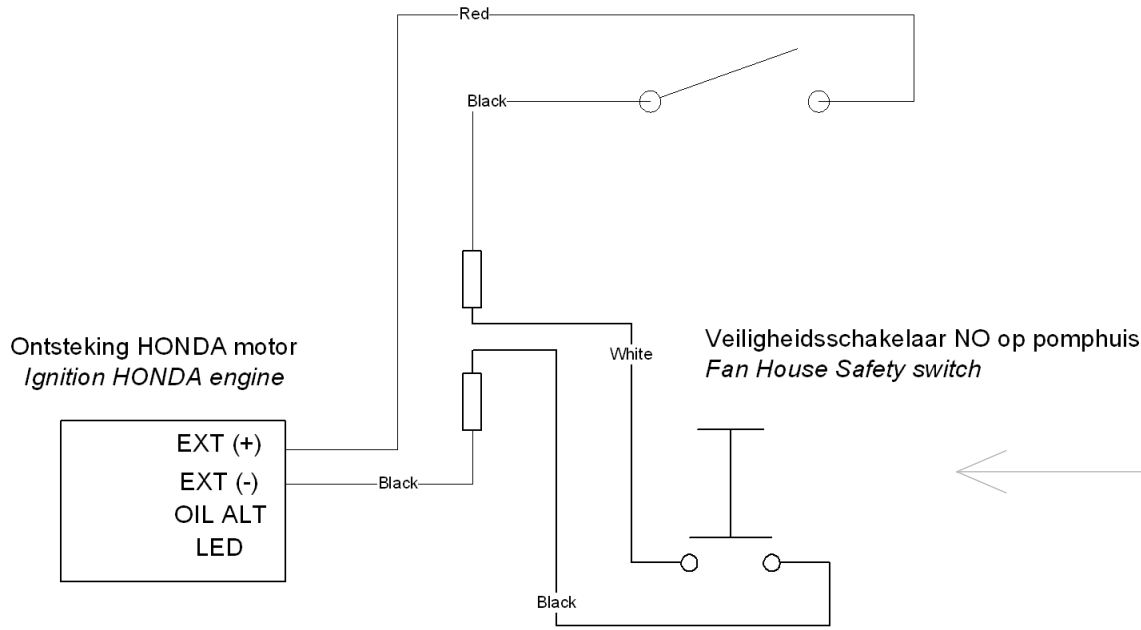 Red
Black
Ontsteking HONDA motor
Ignition HONDA engine
White
Veiligheidsschakelaar NO op pomphuis
Fan House Safety switch
EXT (+)
EXT (-)
OIL ALT
LED
Black
Black